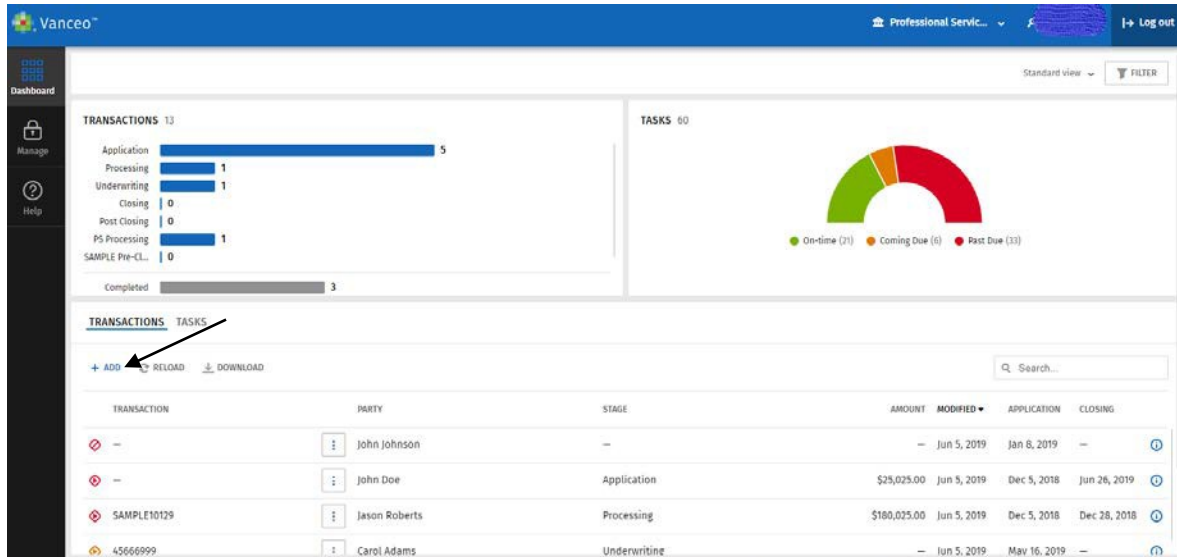 Vanceo™
Professional Servic...
Log out
Dashboard
Manage
Help
Standard view
FILTER
TRANSACTIONS 13
Application 5
Processing 1
Underwriting 1
Closing 0
Post Closing 0
PS Processing 1
SAMPLE Pre-Cl... 0
Completed 3
TASKS 60
On-time (21) Coming Due (6) Past Due (33)
TRANSACTIONS TASKS
+ ADD RELOAD DOWNLOAD
Search...
TRANSACTION PARTY STAGE AMOUNT MODIFIED APPLICATION CLOSING
– John Johnson – – Jun 5, 2019 Jan 8, 2019 –
– John Doe Application $25,025.00 Jun 5, 2019 Dec 5, 2018 Jun 26, 2019
SAMPLE10129 Jason Roberts Processing $180,025.00 Jun 5, 2019 Dec 5, 2018 Dec 28, 2018
45666999 Carol Adams Underwriting – Jun 5, 2019 May 16, 2019 –